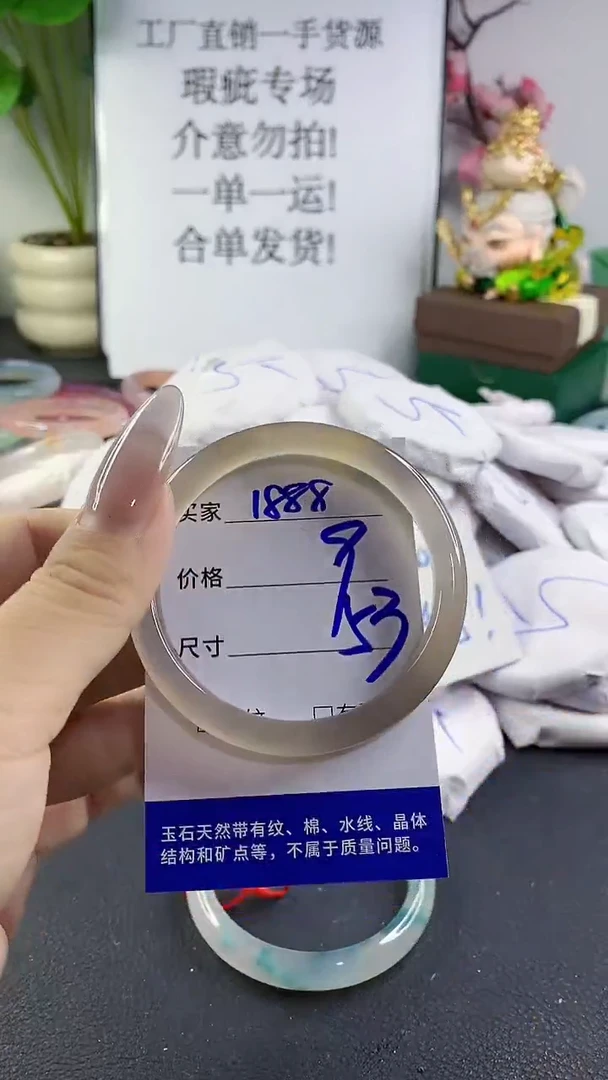 工厂直销一手货源
瑕疵专场
介意勿拍!
一单一运!
合单发货!
买家 1888
价格
尺寸 53
玉石天然带有纹、棉、水线、晶体
结构和矿点等，不属于质量问题。